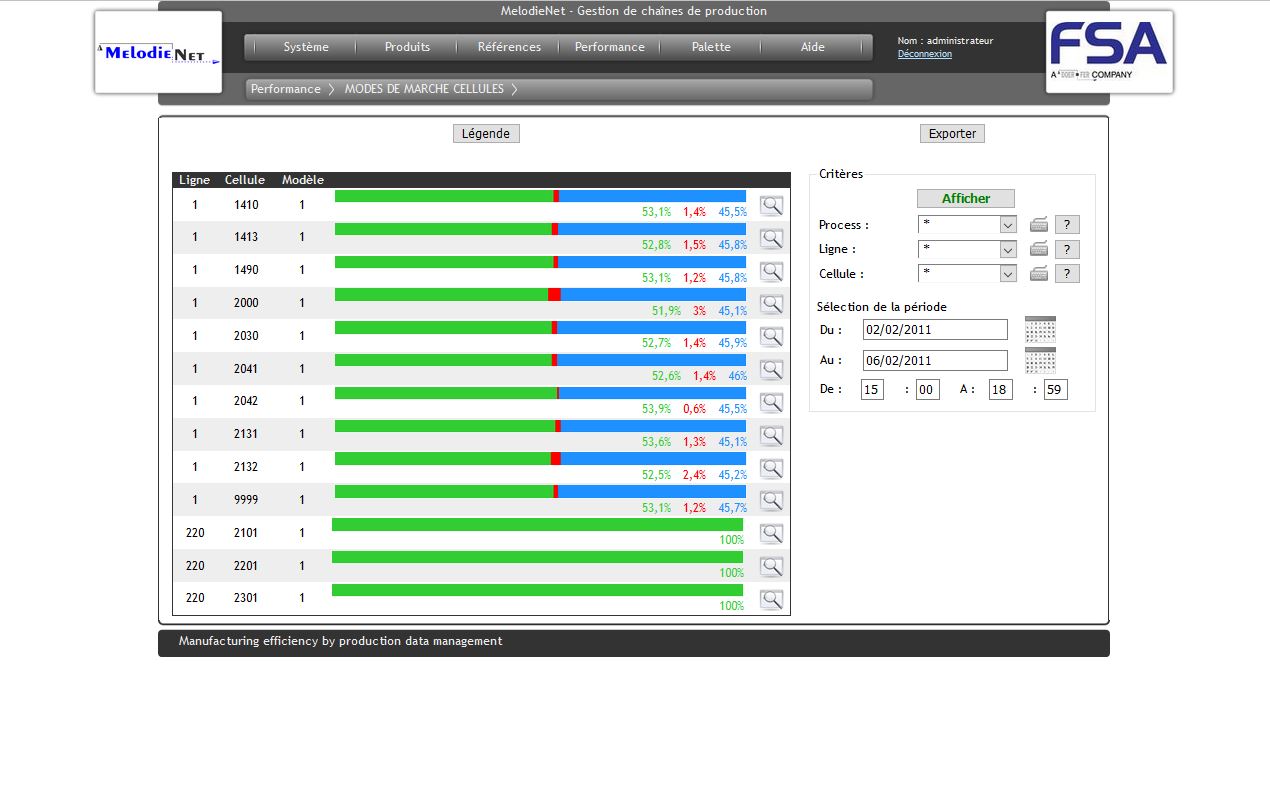 MelodieNet - Gestion de chaînes de production
MelodieNet
Système Produits Références Performance Palette Aide
Nom : administrateur
Déconnexion
FSA
A DOERFER COMPANY
Performance MODES DE MARCHE CELLULES
Légende
Exporter
Ligne Cellule Modèle
1 1410 1
53,1% 1,4% 45,5%
1 1413 1
52,8% 1,5% 45,8%
1 1490 1
53,1% 1,2% 45,8%
1 2000 1
51,9% 3% 45,1%
1 2030 1
52,7% 1,4% 45,9%
1 2041 1
52,6% 1,4% 46%
1 2042 1
53,9% 0,6% 45,5%
1 2131 1
53,6% 1,3% 45,1%
1 2132 1
52,5% 2,4% 45,2%
1 9999 1
53,1% 1,2% 45,7%
220 2101 1
100%
220 2201 1
100%
220 2301 1
100%
Critères
Afficher
Process : * ?
Ligne : * ?
Cellule : * ?
Sélection de la période
Du : 02/02/2011
Au : 06/02/2011
De : 15 : 00 A : 18 : 59
Manufacturing efficiency by production data management